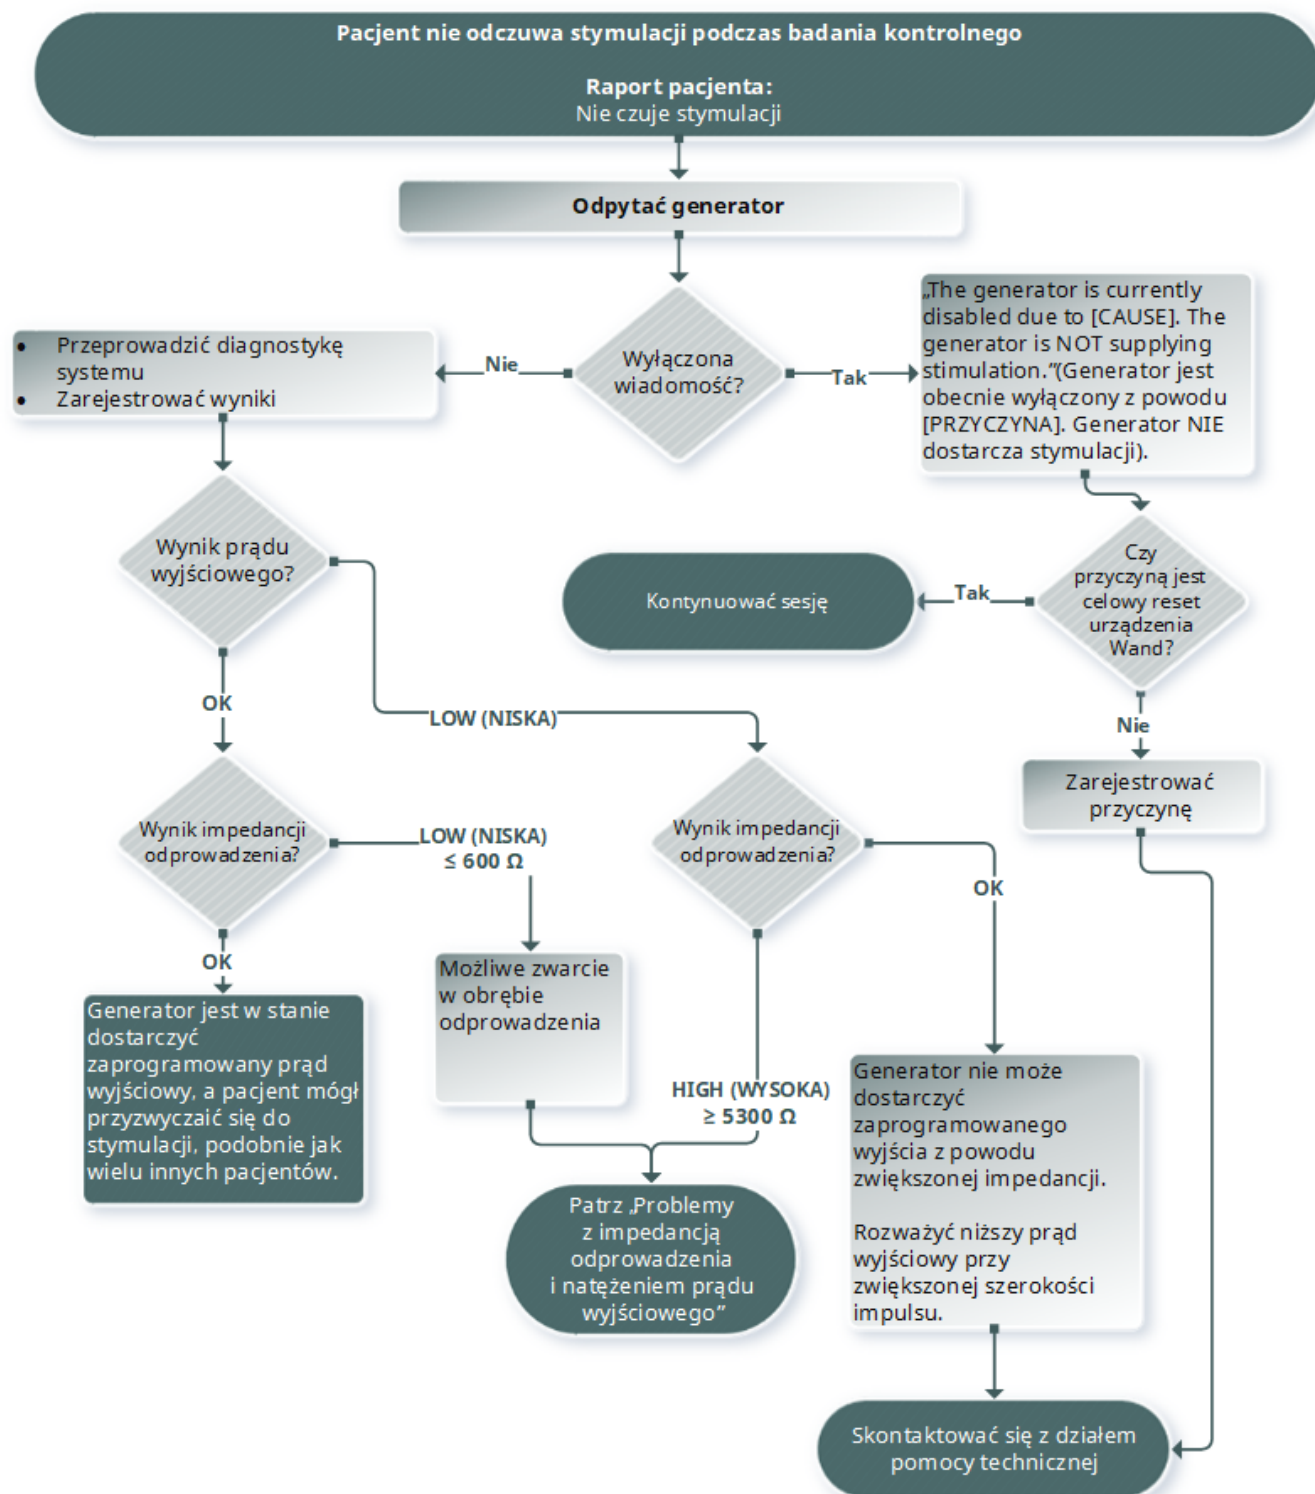 Pacjent nie odczuwa stymulacji podczas badania kontrolnego
Raport pacjenta:
Nie czuje stymulacji
Odpytać generator
Wyłączona
wiadomość?
Nie
Tak
• Przeprowadzić diagnostykę
systemu
• Zarejestrować wyniki
„The generator is currently
disabled due to [CAUSE]. The
generator is NOT supplying
stimulation.”(Generator jest
obecnie wyłączony z powodu
[PRZYCZYNA]. Generator NIE
dostarcza stymulacji).
Wynik prądu
wyjściowego?
Czy
przyczyną jest
celowy reset
urządzenia
Wand?
Tak
Kontynuować sesję
OK
LOW (NISKA)
Nie
Zarejestrować
przyczynę
Wynik impedancji
odprowadzenia?
LOW (NISKA)
≤ 600 Ω
Wynik impedancji
odprowadzenia?
OK
OK
Generator jest w stanie
dostarczyć
zaprogramowany prąd
wyjściowy, a pacjent mógł
przyzwyczaić się do
stymulacji, podobnie jak
wielu innych pacjentów.
Możliwe zwarcie
w obrębie
odprowadzenia
HIGH (WYSOKA)
≥ 5300 Ω
Generator nie może
dostarczyć
zaprogramowanego
wyjścia z powodu
zwiększonej impedancji.
Rozważyć niższy prąd
wyjściowy przy
zwiększonej szerokości
impulsu.
Patrz „Problemy
z impedancją
odprowadzenia
i natężeniem prądu
wyjściowego”
Skontaktować się z działem
pomocy technicznej